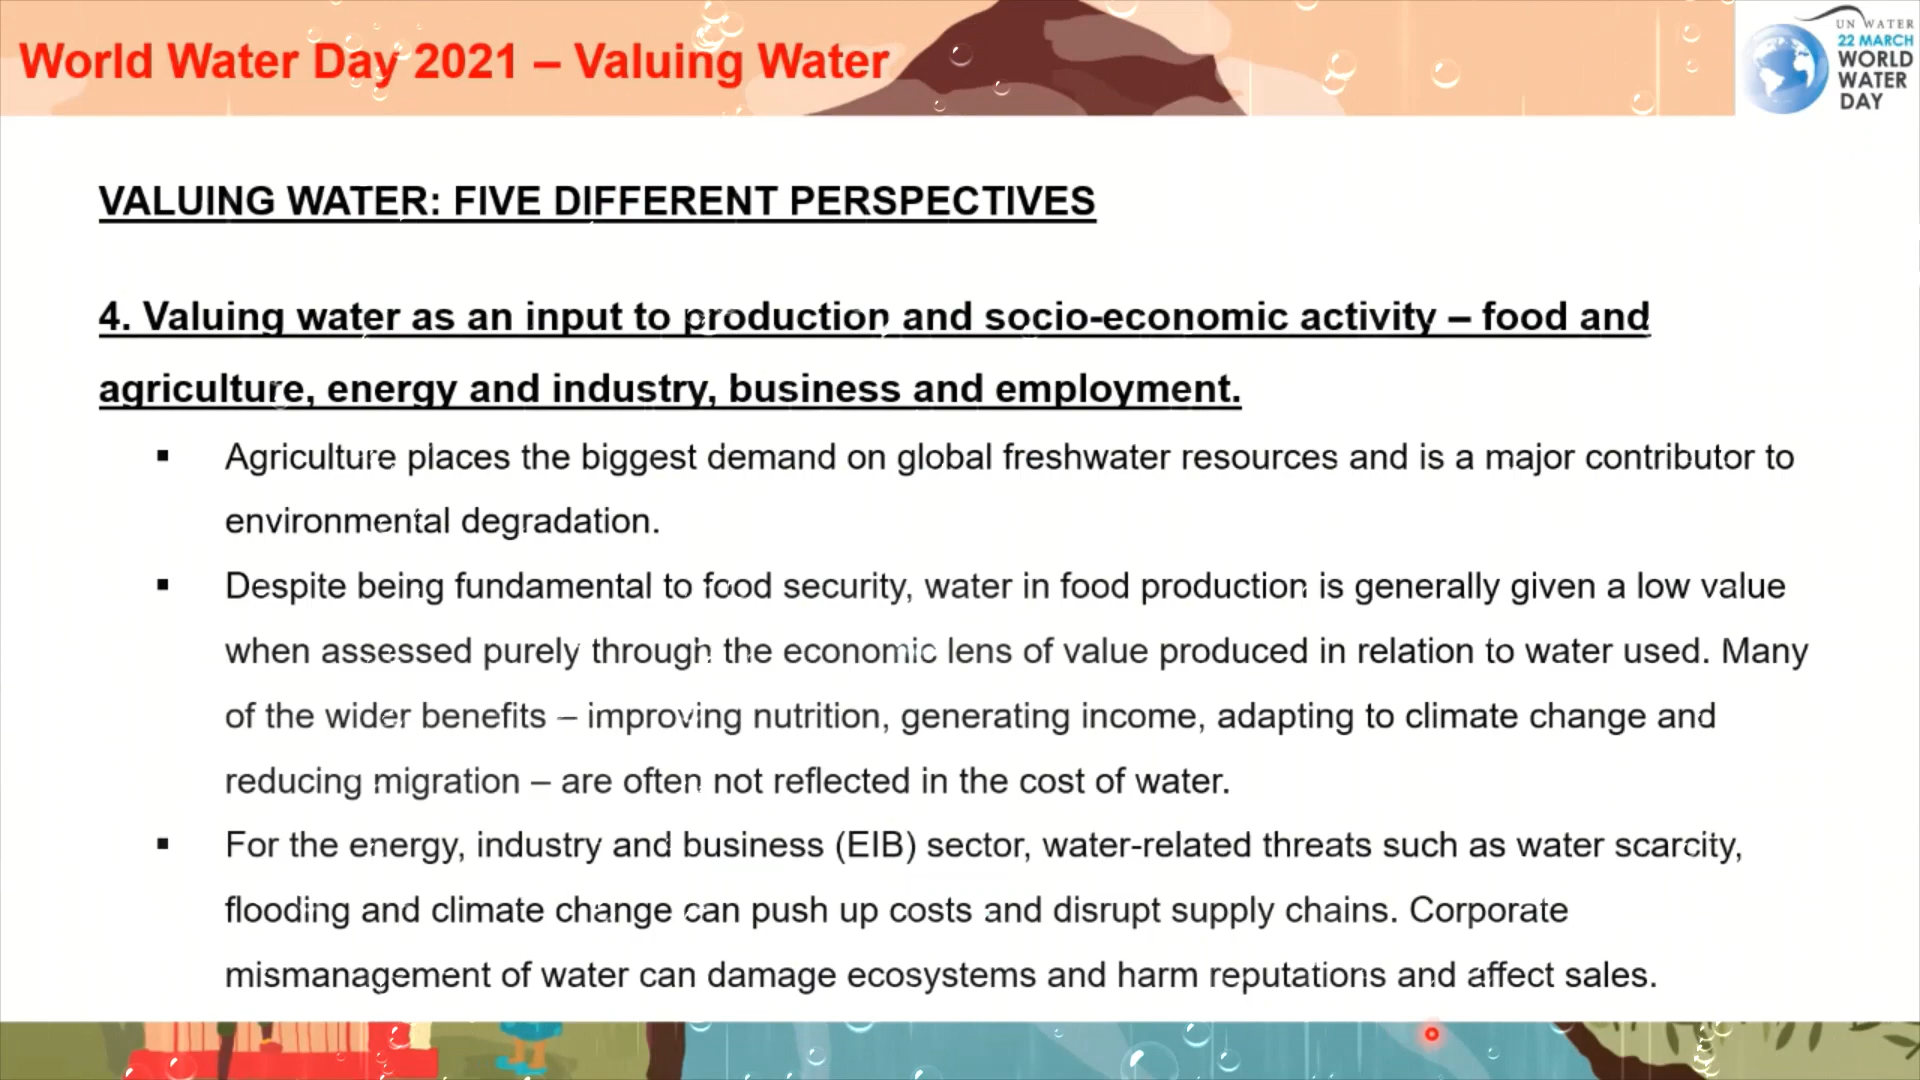 World Water Day 2021 – Valuing Water
UN WATER
22 MARCH
WORLD
WATER
DAY
VALUING WATER: FIVE DIFFERENT PERSPECTIVES
4. Valuing water as an input to production and socio-economic activity – food and
agriculture, energy and industry, business and employment.
▪ Agriculture places the biggest demand on global freshwater resources and is a major contributor to
environmental degradation.
▪ Despite being fundamental to food security, water in food production is generally given a low value
when assessed purely through the economic lens of value produced in relation to water used. Many
of the wider benefits – improving nutrition, generating income, adapting to climate change and
reducing migration – are often not reflected in the cost of water.
▪ For the energy, industry and business (EIB) sector, water-related threats such as water scarcity,
flooding and climate change can push up costs and disrupt supply chains. Corporate
mismanagement of water can damage ecosystems and harm reputations and affect sales.